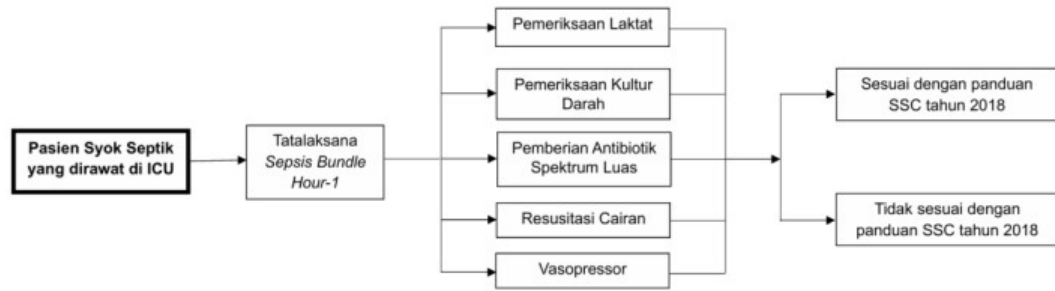 Pasien Syok Septik
yang dirawat di ICU
Tatalaksana
Sepsis Bundle
Hour-1
Pemeriksaan Laktat
Pemeriksaan Kultur
Darah
Pemberian Antibiotik
Spektrum Luas
Resusitasi Cairan
Vasopressor
Sesuai dengan panduan
SSC tahun 2018
Tidak sesuai dengan
panduan SSC tahun 2018